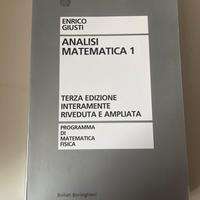 ENRICO
GIUSTI
ANALISI
MATEMATICA 1
TERZA EDIZIONE
INTERAMENTE
RIVEDUTA E AMPLIATA
PROGRAMMA
DI
MATEMATICA
FISICA
Bollati Boringhieri